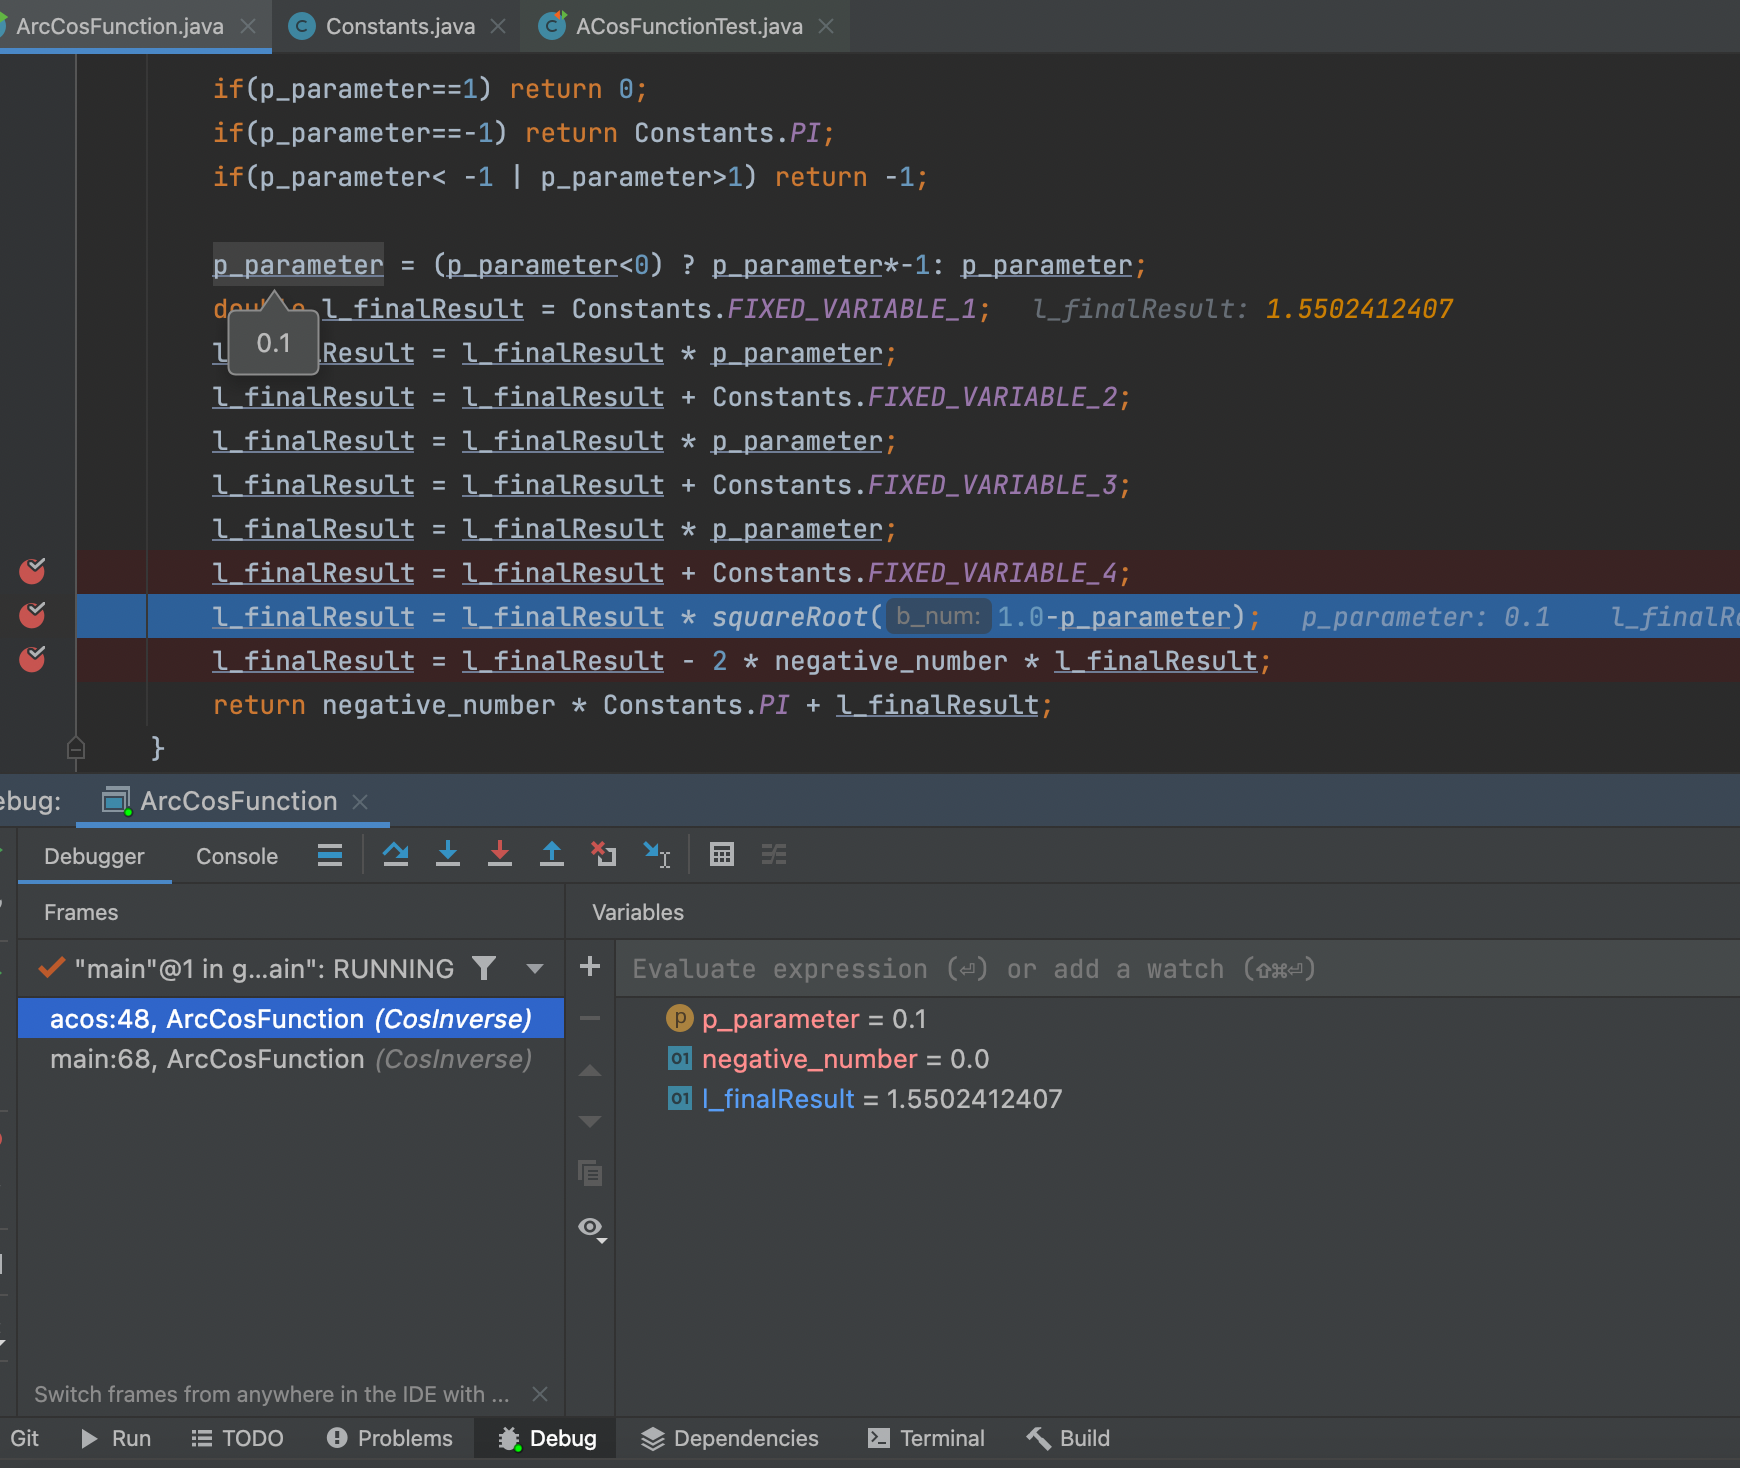 ArcCosFunction.java
Constants.java
ACosFunctionTest.java
if(p_parameter==1) return 0;
if(p_parameter==-1) return Constants.PI;
if(p_parameter< -1 | p_parameter>1) return -1;
p_parameter = (p_parameter<0) ? p_parameter*-1: p_parameter;
l_finalResult = Constants.FIXED_VARIABLE_1; l_finalResult: 1.5502412407
0.1
Result = l_finalResult * p_parameter;
l_finalResult = l_finalResult + Constants.FIXED_VARIABLE_2;
l_finalResult = l_finalResult * p_parameter;
l_finalResult = l_finalResult + Constants.FIXED_VARIABLE_3;
l_finalResult = l_finalResult * p_parameter;
l_finalResult = l_finalResult + Constants.FIXED_VARIABLE_4;
l_finalResult = l_finalResult * squareRoot( b_num: 1.0-p_parameter); p_parameter: 0.1 l_finalRe
l_finalResult = l_finalResult - 2 * negative_number * l_finalResult;
return negative_number * Constants.PI + l_finalResult;
}
ebug: ArcCosFunction
Debugger Console
Frames
Variables
"main"@1 in g...ain": RUNNING
Evaluate expression (⏎) or add a watch (⇧⌘⏎)
acos:48, ArcCosFunction (CosInverse)
main:68, ArcCosFunction (CosInverse)
p p_parameter = 0.1
01 negative_number = 0.0
01 l_finalResult = 1.5502412407
Switch frames from anywhere in the IDE with ...
Git Run TODO Problems Debug Dependencies Terminal Build